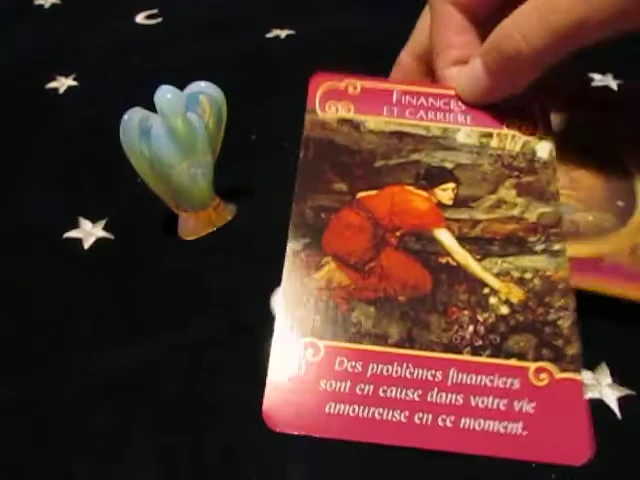 FINANCES
ET CARRIÈRE
Des problèmes financiers
sont en cause dans votre vie
amoureuse en ce moment.